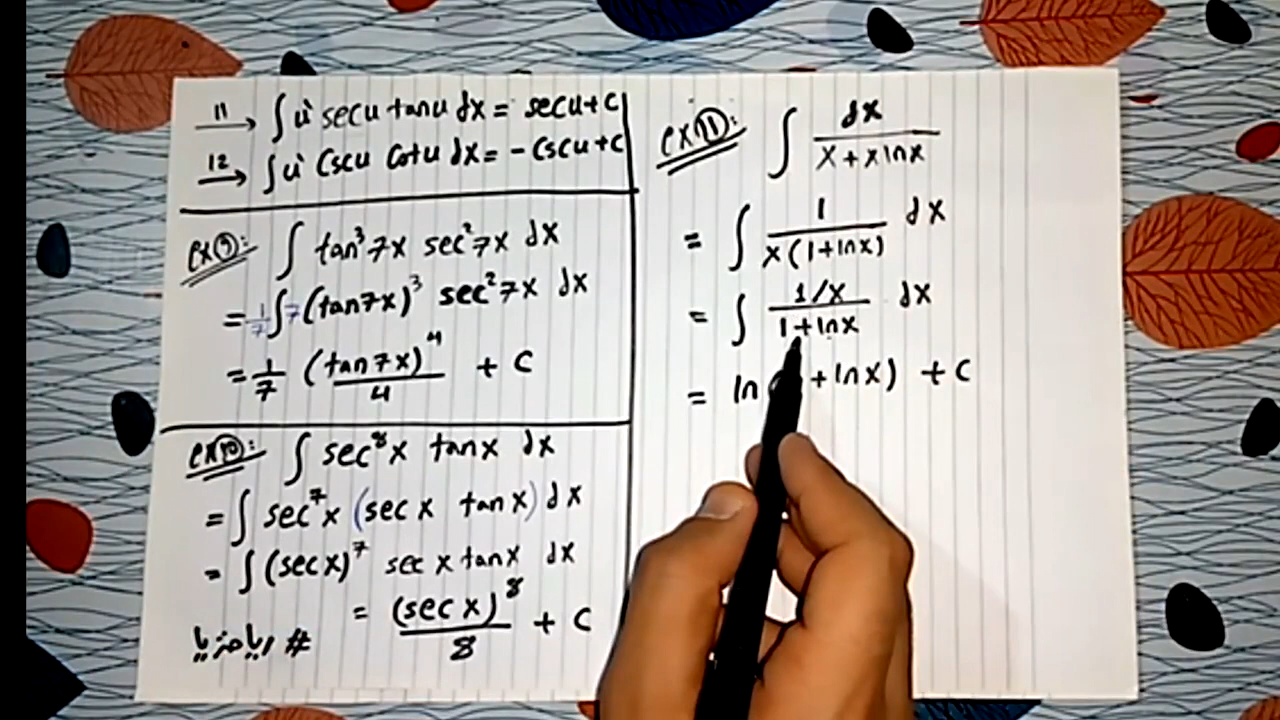 11 → ∫ u' secu tanu dx = secu + c
12 → ∫ u' Cscu Cotu dx = - Cscu + c
ex 9: ∫ tan³7x sec²7x dx
= 1/7 ∫ 7 (tan7x)³ sec²7x dx
= 1/7 (tan7x)⁴/4 + C
ex 10: ∫ sec⁸x tanx dx
= ∫ sec⁷x (secx tanx) dx
= ∫ (secx)⁷ secx tanx dx
= (secx)⁸/8 + C
ex 11: ∫ dx/(x + xlnx)
= ∫ 1/(x(1+lnx)) dx
= ∫ (1/x)/(1+lnx) dx
= ln + lnx) + C